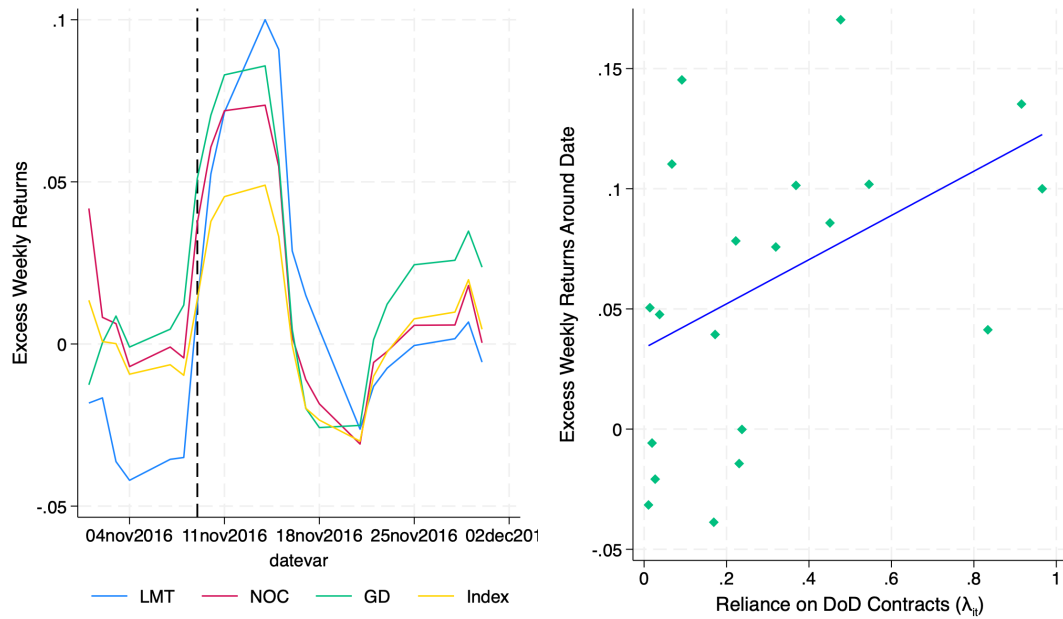 Excess Weekly Returns
.1
.05
0
-.05
04nov2016 11nov2016 18nov2016 25nov2016 02dec201
datevar
LMT NOC GD Index
Excess Weekly Returns Around Date
.15
.1
.05
0
-.05
0 .2 .4 .6 .8 1
Reliance on DoD Contracts (λit)